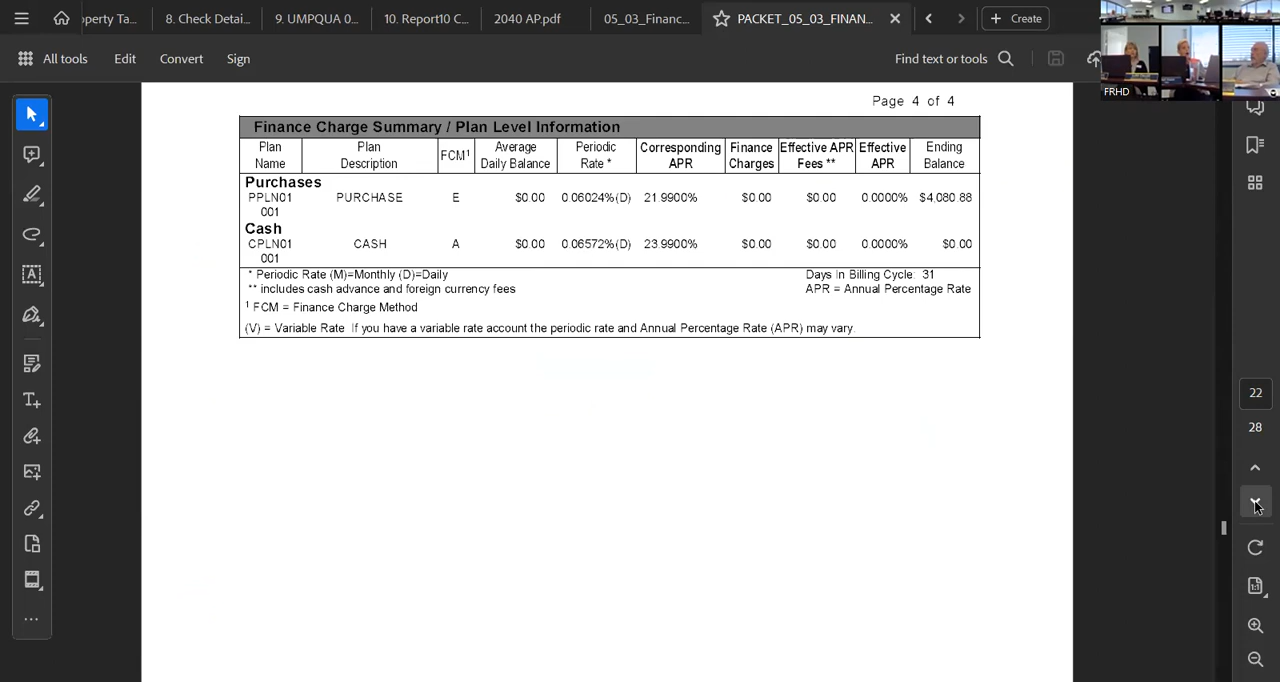 perty Ta...
8. Check Detai...
9. UMPQUA 0...
10. Report10 C...
2040 AP.pdf
05_03_Financ...
PACKET_05_03_FINAN...
Create
All tools
Edit
Convert
Sign
Find text or tools
FRHD
Page 4 of 4
Finance Charge Summary / Plan Level Information
Plan Name Plan Description FCM1 Average Daily Balance Periodic Rate * Corresponding APR Finance Charges Effective APR Fees ** Effective APR Ending Balance
Purchases
PPLN01 PURCHASE E $0.00 0.06024%(D) 21.9900% $0.00 $0.00 0.0000% $4,080.88
001
Cash
CPLN01 CASH A $0.00 0.06572%(D) 23.9900% $0.00 $0.00 0.0000% $0.00
001
* Periodic Rate (M)=Monthly (D)=Daily Days In Billing Cycle: 31
** includes cash advance and foreign currency fees APR = Annual Percentage Rate
1 FCM = Finance Charge Method
(V) = Variable Rate If you have a variable rate account the periodic rate and Annual Percentage Rate (APR) may vary.
22
28